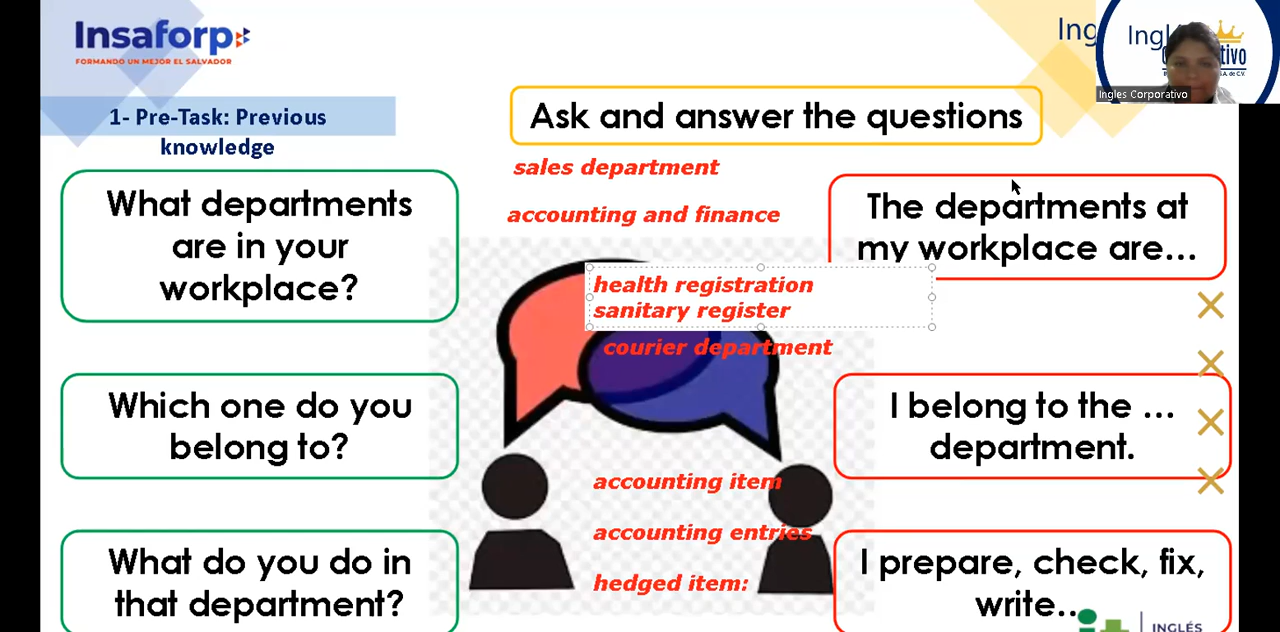 Insaforp
FORMANDO UN MEJOR EL SALVADOR
Ingles Corporativo
1- Pre-Task: Previous
knowledge
Ask and answer the questions
sales department
accounting and finance
What departments
are in your
workplace?
The departments at
my workplace are...
health registration
sanitary register
courier department
Which one do you
belong to?
I belong to the ...
department.
accounting item
accounting entries
hedged item:
What do you do in
that department?
I prepare, check, fix,
write...
INGLÉS